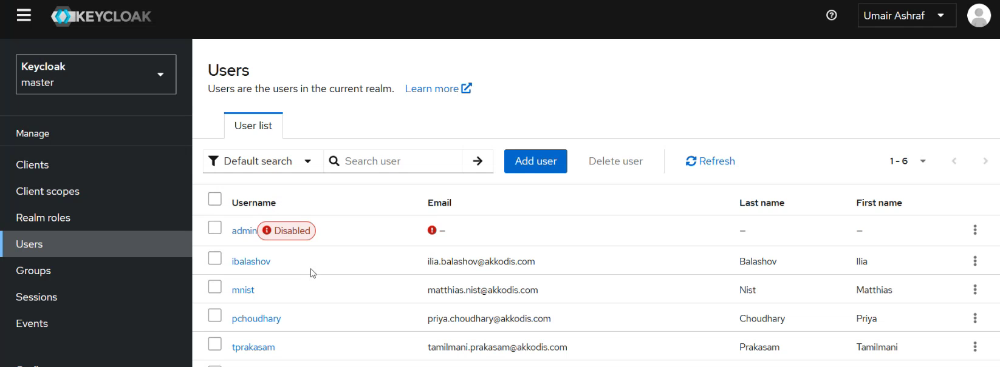 KEYCLOAK
Umair Ashraf
Keycloak
master
Manage
Clients
Client scopes
Realm roles
Users
Groups
Sessions
Events
Users
Users are the users in the current realm. Learn more
User list
Default search Search user Add user Delete user Refresh 1 - 6
Username Email Last name First name
admin Disabled – – –
ibalashov ilia.balashov@akkodis.com Balashov Ilia
mnist matthias.nist@akkodis.com Nist Matthias
pchoudhary priya.choudhary@akkodis.com Choudhary Priya
tprakasam tamilmani.prakasam@akkodis.com Prakasam Tamilmani